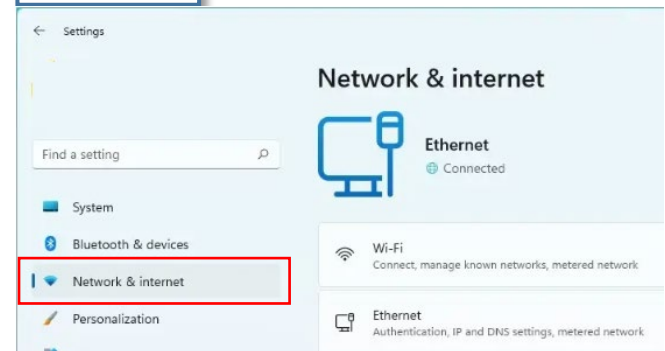 Settings
Network & internet
Ethernet
Connected
Find a setting
System
Bluetooth & devices
Network & internet
Personalization
Wi-Fi
Connect, manage known networks, metered network
Ethernet
Authentication, IP and DNS settings, metered network